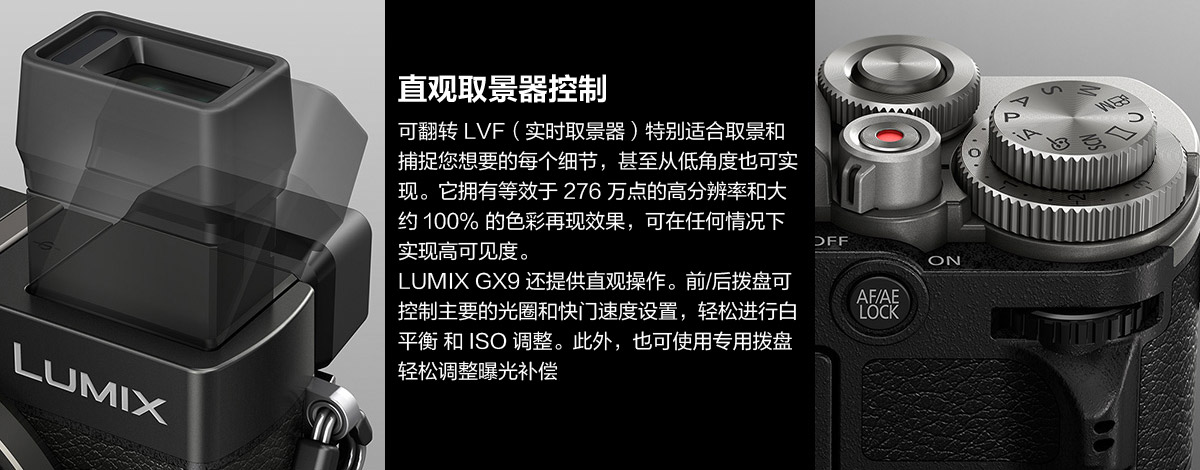 LUMIX
直观取景器控制
可翻转 LVF（实时取景器）特别适合取景和
捕捉您想要的每个细节，甚至从低角度也可实
现。它拥有等效于 276 万点的高分辨率和大
约 100% 的色彩再现效果，可在任何情况下
实现高可见度。
LUMIX GX9 还提供直观操作。前/后拨盘可
控制主要的光圈和快门速度设置，轻松进行白
平衡 和 ISO 调整。此外，也可使用专用拨盘
轻松调整曝光补偿
iA P A S M M C SCN
OFF
ON
AF/AE
LOCK